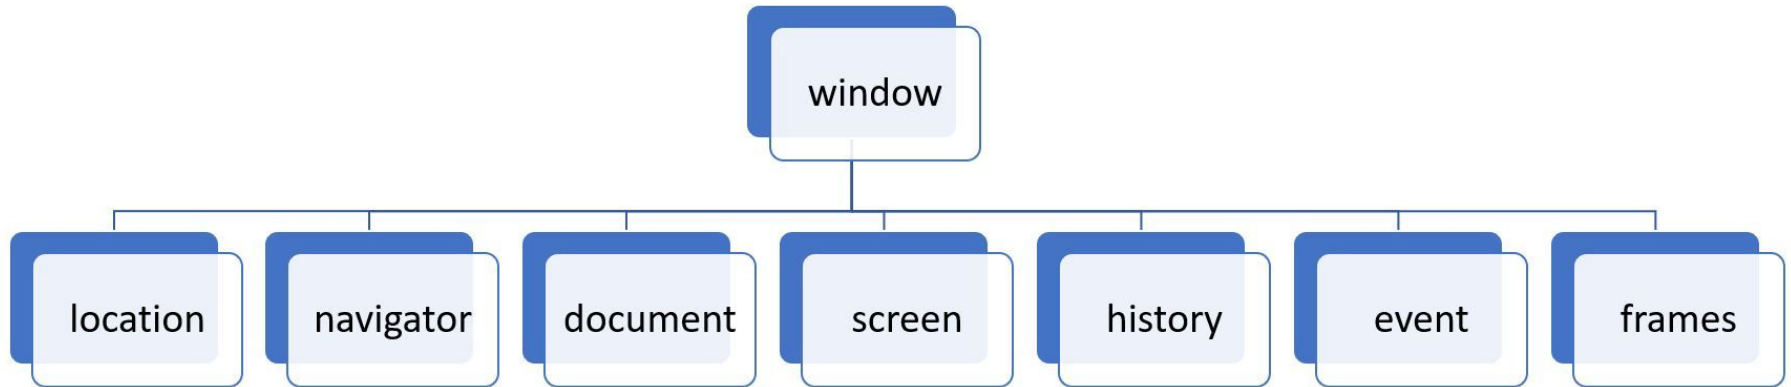 window
location
navigator
document
screen
history
event
frames